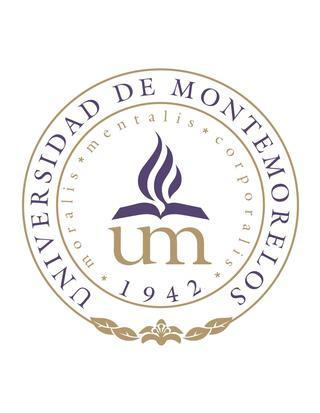 UNIVERSIDAD DE MONTEMORELOS
*moralis*mentalis*corporalis*
um
1942